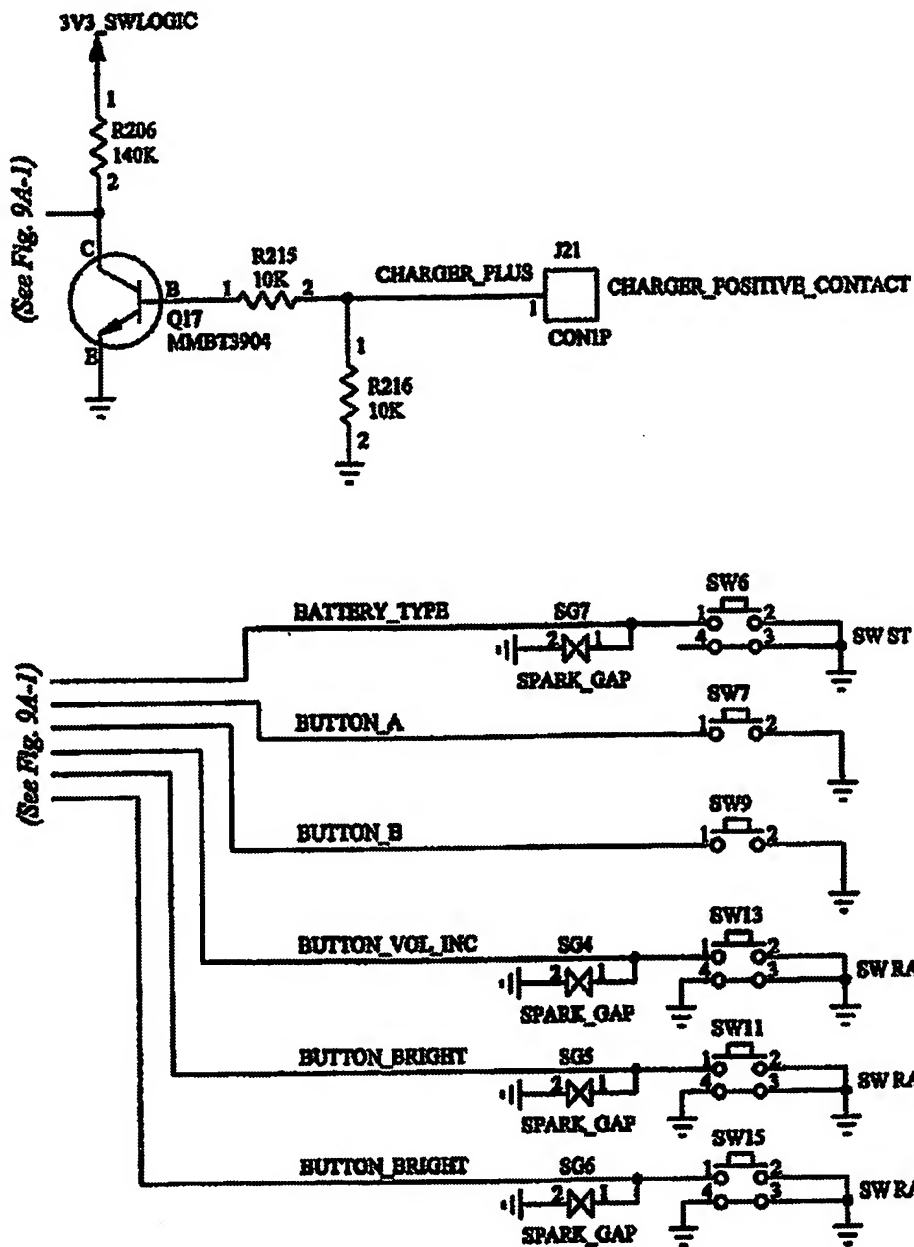 3V3_SWLOGIC
1
R206
140K
2
(See Fig. 9A-1)
C
B
E
Q17
MMBT3904
R215
10K
1
2
CHARGER_PLUS
J21
1
CON1P
CHARGER_POSITIVE_CONTACT
1
R216
10K
2
(See Fig. 9A-1)
BATTERY_TYPE
SG7
2 1
SPARK_GAP
SW6
1 2
4 3
SW ST
BUTTON_A
SW7
1 2
BUTTON_B
SW9
1 2
BUTTON_VOL_INC
SG4
2 1
SPARK_GAP
SW13
1 2
4 3
SW RA
BUTTON_BRIGHT
SG5
2 1
SPARK_GAP
SW11
1 2
4 3
SW RA
BUTTON_BRIGHT
SG6
2 1
SPARK_GAP
SW15
1 2
4 3
SW RA